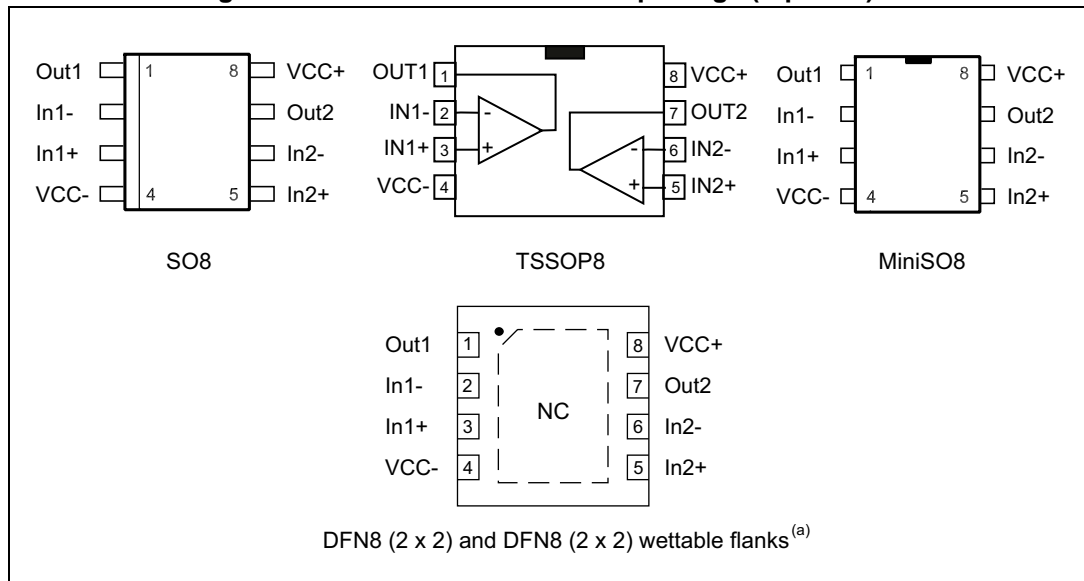 Out1 1 8 VCC+
In1- Out2
In1+ In2-
VCC- 4 5 In2+
SO8
OUT1 1 8 VCC+
IN1- 2 - 7 OUT2
IN1+ 3 + - 6 IN2-
VCC- 4 + 5 IN2+
TSSOP8
Out1 1 8 VCC+
In1- Out2
In1+ In2-
VCC- 4 5 In2+
MiniSO8
Out1 1 8 VCC+
In1- 2 7 Out2
NC
In1+ 3 6 In2-
VCC- 4 5 In2+
DFN8 (2 x 2) and DFN8 (2 x 2) wettable flanks(a)